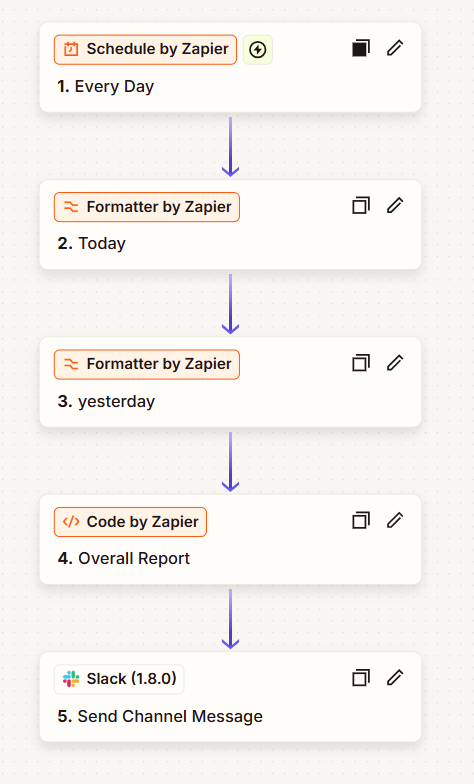 Schedule by Zapier
1. Every Day
Formatter by Zapier
2. Today
Formatter by Zapier
3. yesterday
Code by Zapier
4. Overall Report
Slack (1.8.0)
5. Send Channel Message